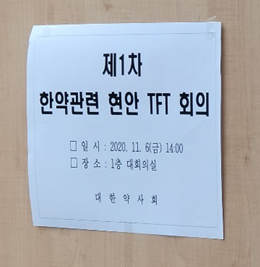 제1차
한약관련 현안 TFT 회의
□ 일 시 : 2020. 11. 6(금) 14:00
□ 장 소 : 1층 대회의실
대 한 약 사 회